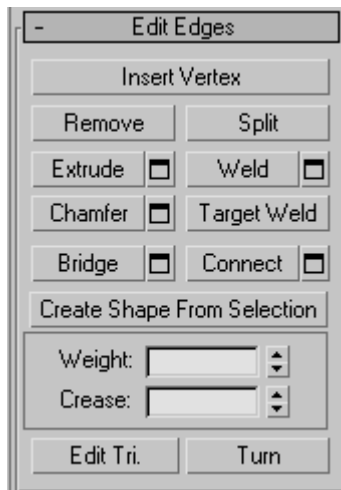 - Edit Edges
Insert Vertex
Remove Split
Extrude Weld
Chamfer Target Weld
Bridge Connect
Create Shape From Selection
Weight:
Crease:
Edit Tri. Turn